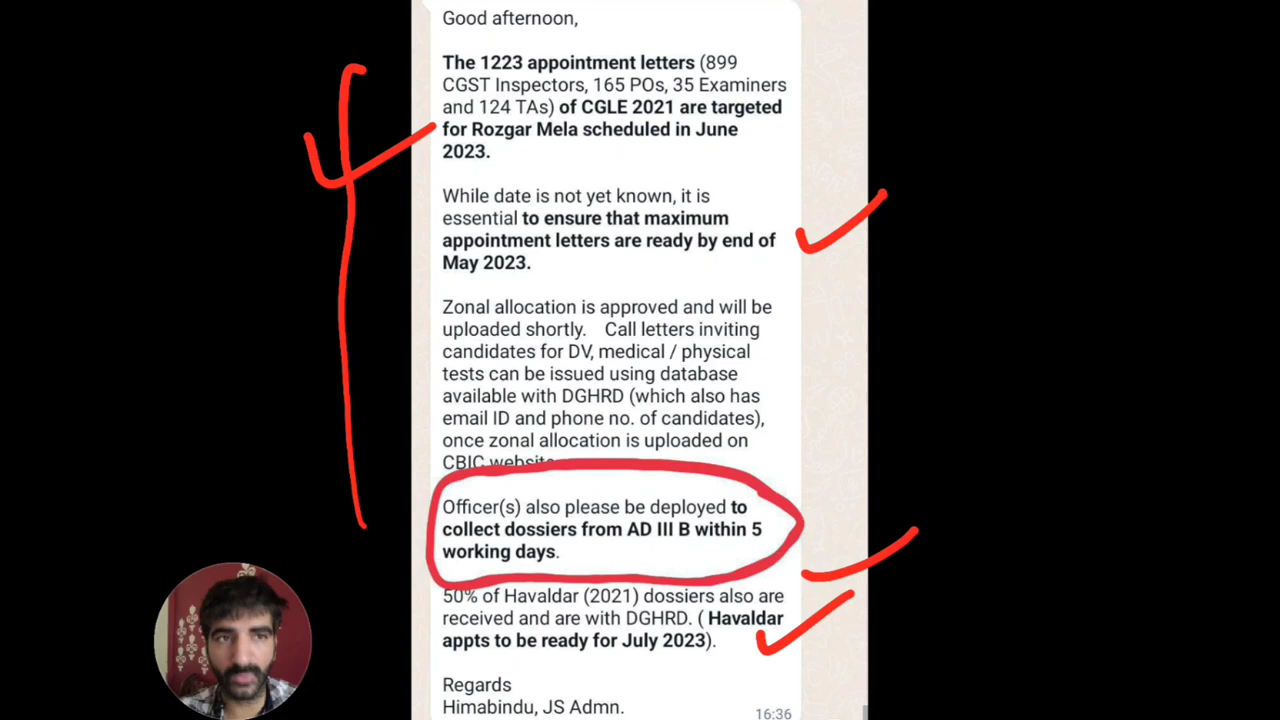 Good afternoon,
The 1223 appointment letters (899
CGST Inspectors, 165 POs, 35 Examiners
and 124 TAs) of CGLE 2021 are targeted
for Rozgar Mela scheduled in June
2023.
While date is not yet known, it is
essential to ensure that maximum
appointment letters are ready by end of
May 2023.
Zonal allocation is approved and will be
uploaded shortly. Call letters inviting
candidates for DV, medical / physical
tests can be issued using database
available with DGHRD (which also has
email ID and phone no. of candidates),
once zonal allocation is uploaded on
CBIC website
Officer(s) also please be deployed to
collect dossiers from AD III B within 5
working days.
50% of Havaldar (2021) dossiers also are
received and are with DGHRD. ( Havaldar
appts to be ready for July 2023).
Regards
Himabindu, JS Admn.
16:36